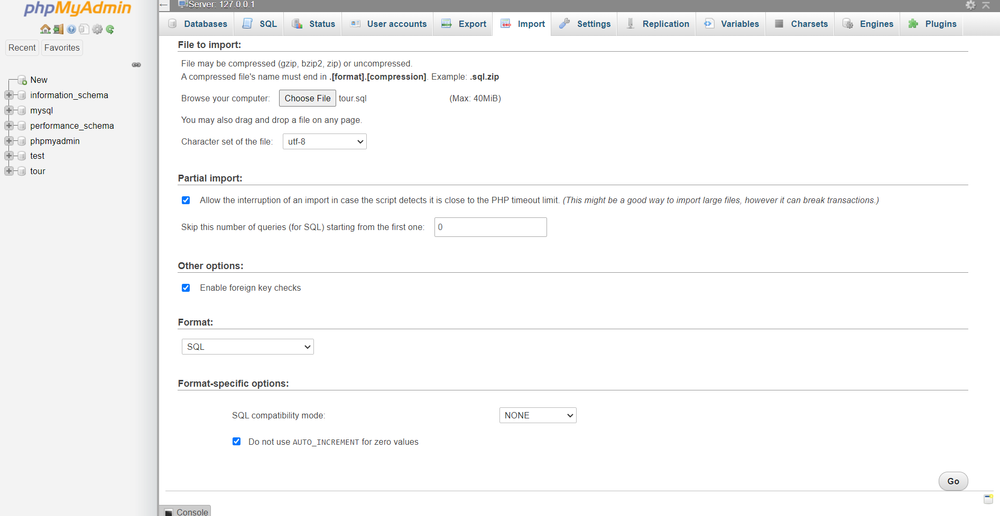 phpMyAdmin
Recent Favorites
New
information_schema
mysql
performance_schema
phpmyadmin
test
tour
Server: 127.0.0.1
Databases SQL Status User accounts Export Import Settings Replication Variables Charsets Engines Plugins
File to import:
File may be compressed (gzip, bzip2, zip) or uncompressed.
A compressed file's name must end in .[format].[compression]. Example: .sql.zip
Browse your computer: Choose File tour.sql (Max: 40MiB)
You may also drag and drop a file on any page.
Character set of the file: utf-8
Partial import:
Allow the interruption of an import in case the script detects it is close to the PHP timeout limit. (This might be a good way to import large files, however it can break transactions.)
Skip this number of queries (for SQL) starting from the first one: 0
Other options:
Enable foreign key checks
Format:
SQL
Format-specific options:
SQL compatibility mode: NONE
Do not use AUTO_INCREMENT for zero values
Go
Console